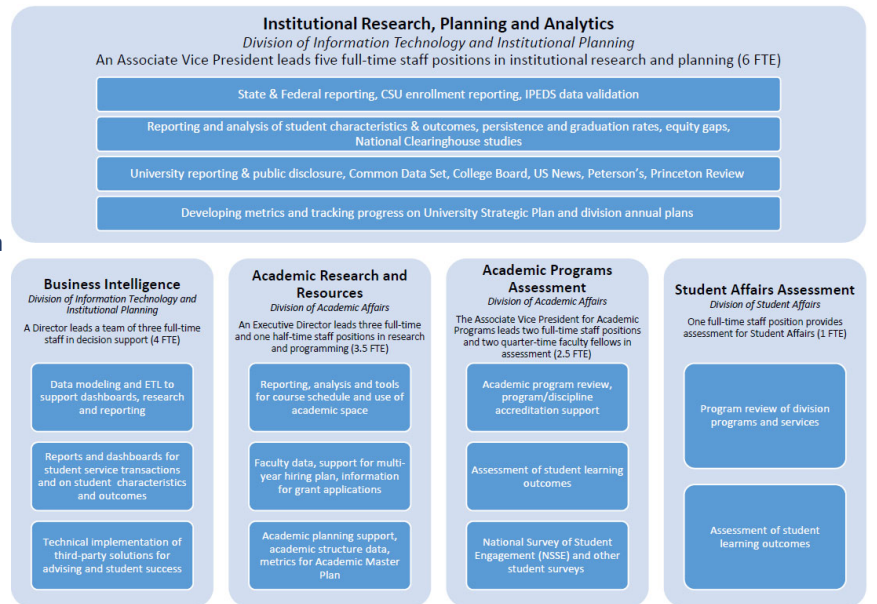 Institutional Research, Planning and Analytics
Division of Information Technology and Institutional Planning
An Associate Vice President leads five full-time staff positions in institutional research and planning (6 FTE)
State & Federal reporting, CSU enrollment reporting, IPEDS data validation
Reporting and analysis of student characteristics & outcomes, persistence and graduation rates, equity gaps,
National Clearinghouse studies
University reporting & public disclosure, Common Data Set, College Board, US News, Peterson's, Princeton Review
Developing metrics and tracking progress on University Strategic Plan and division annual plans
Business Intelligence
Division of Information Technology and
Institutional Planning
A Director leads a team of three full-time
staff in decision support (4 FTE)
Data modeling and ETL to
support dashboards, research
and reporting
Reports and dashboards for
student service transactions
and on student characteristics
and outcomes
Technical implementation of
third-party solutions for
advising and student success
Academic Research and
Resources
Division of Academic Affairs
An Executive Director leads three full-time
and one half-time staff positions in research
and programming (3.5 FTE)
Reporting, analysis and tools
for course schedule and use of
academic space
Faculty data, support for multi-
year hiring plan, information
for grant applications
Academic planning support,
academic structure data,
metrics for Academic Master
Plan
Academic Programs
Assessment
Division of Academic Affairs
The Associate Vice President for Academic
Programs leads two full-time staff positions
and two quarter-time faculty fellows in
assessment (2.5 FTE)
Academic program review,
program/discipline
accreditation support
Assessment of student learning
outcomes
National Survey of Student
Engagement (NSSE) and other
student surveys
Student Affairs Assessment
Division of Student Affairs
One full-time staff position provides
assessment for Student Affairs (1 FTE)
Program review of division
programs and services
Assessment of student
learning outcomes